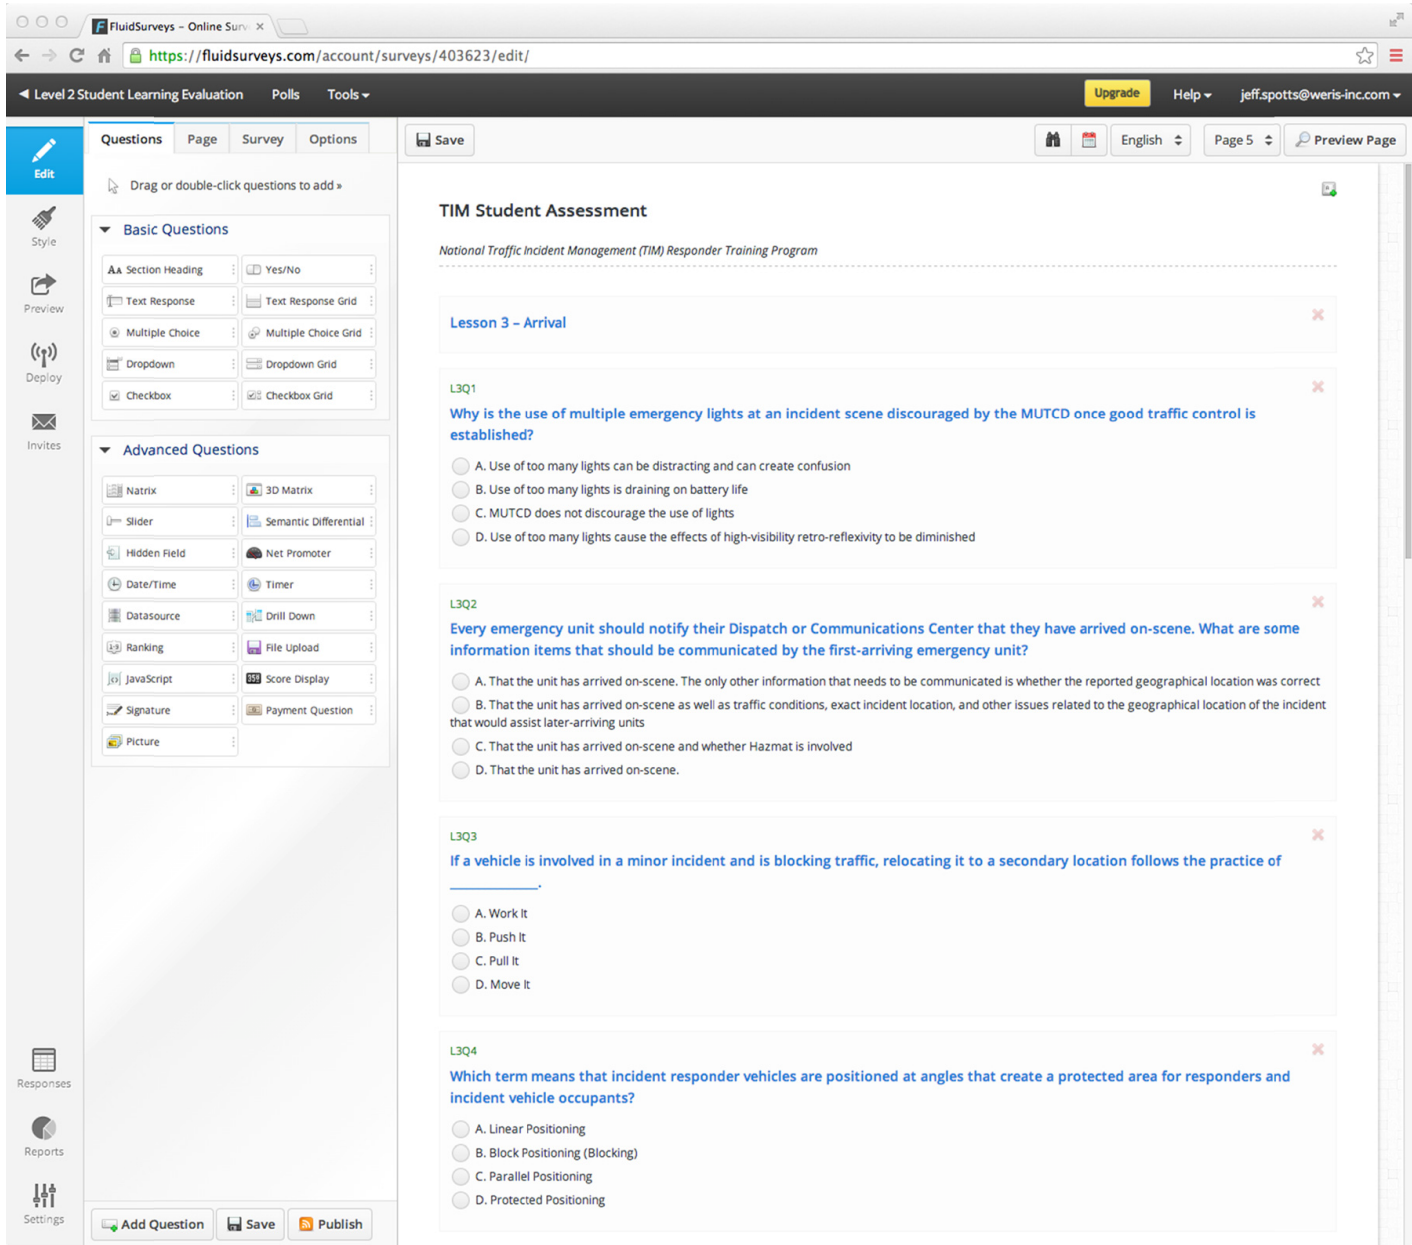 FluidSurveys – Online Surv
https://fluidsurveys.com/account/surveys/403623/edit/
Level 2 Student Learning Evaluation Polls Tools
Upgrade Help jeff.spotts@weris-inc.com
Edit
Style
Preview
Deploy
Invites
Responses
Reports
Settings
Questions Page Survey Options
Drag or double-click questions to add »
Basic Questions
AA Section Heading Yes/No
Text Response Text Response Grid
Multiple Choice Multiple Choice Grid
Dropdown Dropdown Grid
Checkbox Checkbox Grid
Advanced Questions
Natrix 3D Matrix
Slider Semantic Differential
Hidden Field Net Promoter
Date/Time Timer
Datasource Drill Down
Ranking File Upload
JavaScript Score Display
Signature Payment Question
Picture
Add Question Save Publish
Save
English Page 5 Preview Page
TIM Student Assessment
National Traffic Incident Management (TIM) Responder Training Program
Lesson 3 – Arrival
L3Q1
Why is the use of multiple emergency lights at an incident scene discouraged by the MUTCD once good traffic control is
established?
A. Use of too many lights can be distracting and can create confusion
B. Use of too many lights is draining on battery life
C. MUTCD does not discourage the use of lights
D. Use of too many lights cause the effects of high-visibility retro-reflexivity to be diminished
L3Q2
Every emergency unit should notify their Dispatch or Communications Center that they have arrived on-scene. What are some
information items that should be communicated by the first-arriving emergency unit?
A. That the unit has arrived on-scene. The only other information that needs to be communicated is whether the reported geographical location was correct
B. That the unit has arrived on-scene as well as traffic conditions, exact incident location, and other issues related to the geographical location of the incident
that would assist later-arriving units
C. That the unit has arrived on-scene and whether Hazmat is involved
D. That the unit has arrived on-scene.
L3Q3
If a vehicle is involved in a minor incident and is blocking traffic, relocating it to a secondary location follows the practice of
____________.
A. Work It
B. Push It
C. Pull It
D. Move It
L3Q4
Which term means that incident responder vehicles are positioned at angles that create a protected area for responders and
incident vehicle occupants?
A. Linear Positioning
B. Block Positioning (Blocking)
C. Parallel Positioning
D. Protected Positioning